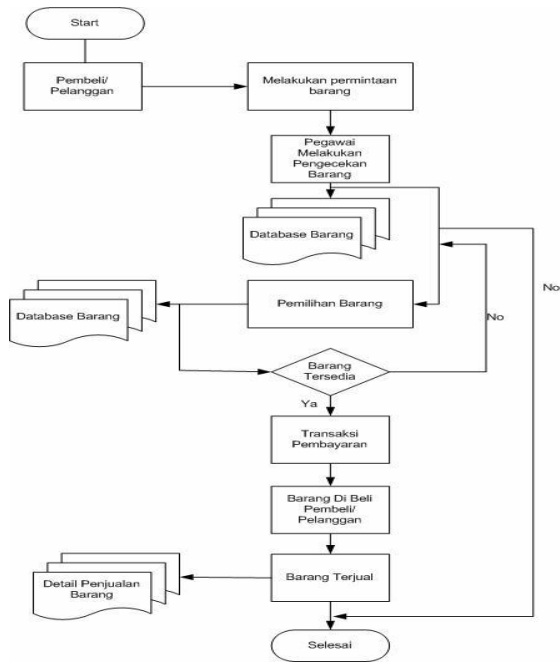 Start
Pembeli/
Pelanggan
Melakukan permintaan
barang
Pegawai
Melakukan
Pengecekan
Barang
Database Barang
Pemilihan Barang
Database Barang
No
No
Barang
Tersedia
Ya
Transaksi
Pembayaran
Barang Di Beli
Pembeli/
Pelanggan
Barang Terjual
Detail Penjualan
Barang
Selesai